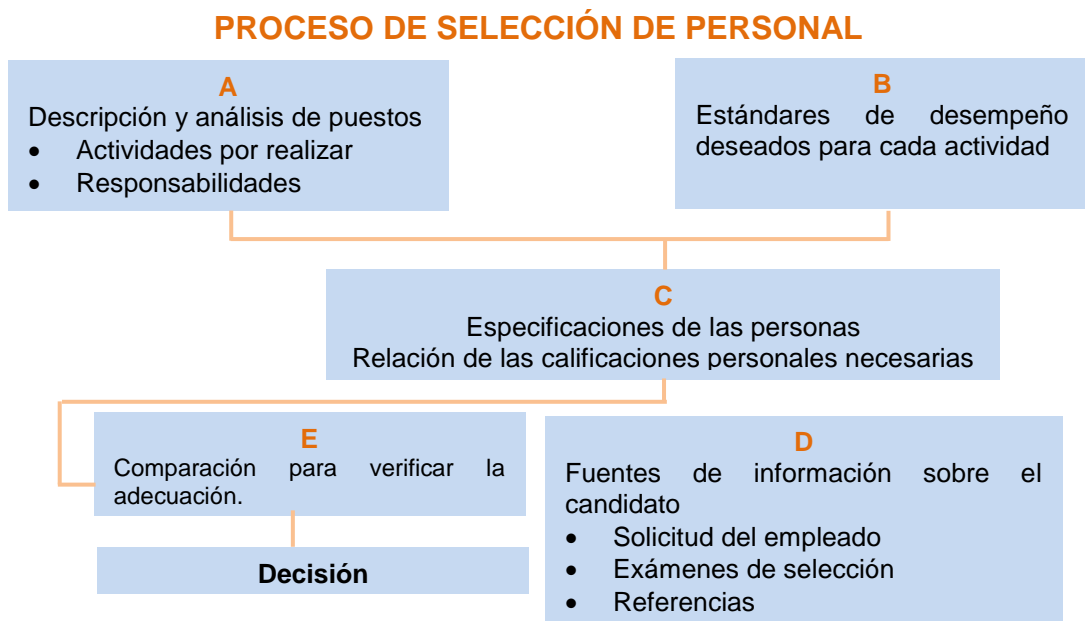 PROCESO DE SELECCIÓN DE PERSONAL
A
Descripción y análisis de puestos
• Actividades por realizar
• Responsabilidades
B
Estándares de desempeño
deseados para cada actividad
C
Especificaciones de las personas
Relación de las calificaciones personales necesarias
E
Comparación para verificar la
adecuación.
Decisión
D
Fuentes de información sobre el
candidato
• Solicitud del empleado
• Exámenes de selección
• Referencias